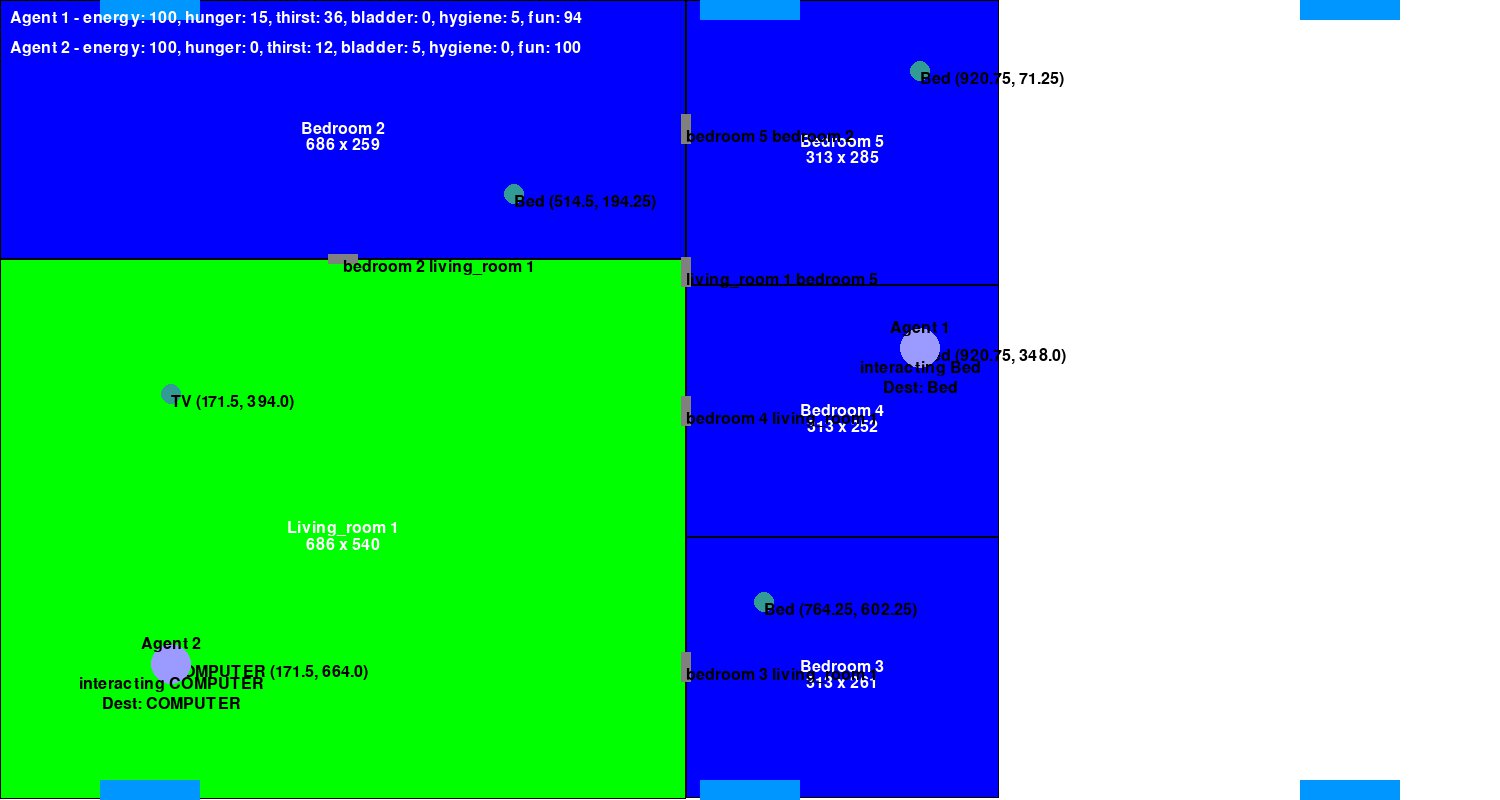 Agent 1 - energy: 100, hunger: 15, thirst: 36, bladder: 0, hygiene: 5, fun: 94
Agent 2 - energy: 100, hunger: 0, thirst: 12, bladder: 5, hygiene: 0, fun: 100
Bed (920.75, 71.25)
Bedroom 2
686 x 259
bedroom 5 bedroom 2
Bedroom 5
313 x 285
Bed (514.5, 194.25)
bedroom 2 living_room 1
living_room 1 bedroom 5
Agent 1
(920.75, 348.0)
interacting Bed
Dest: Bed
TV (171.5, 394.0)
Bedroom 4
bedroom 4 living_room 1
313 x 252
Living_room 1
686 x 540
Bed (764.25, 602.25)
Agent 2
COMPUTER (171.5, 664.0)
interacting COMPUTER
Dest: COMPUTER
Bedroom 3
bedroom 3 living_room 1
313 x 261